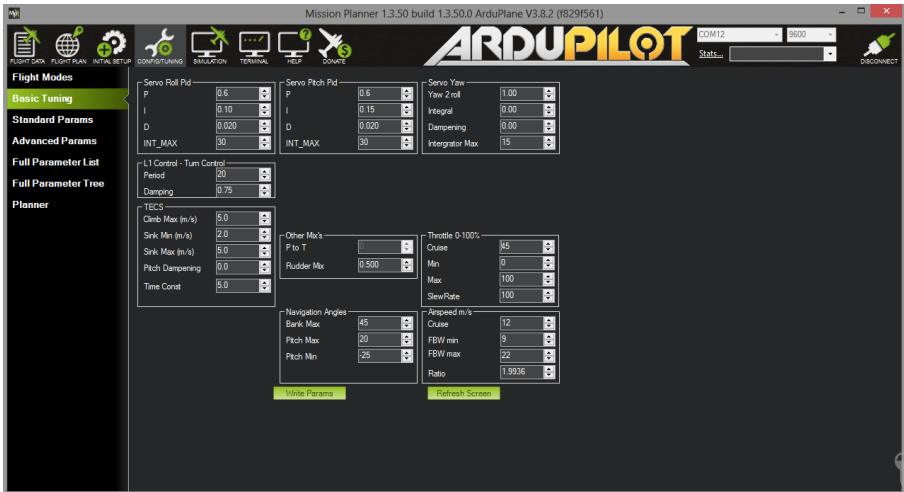 Mp
Mission Planner 1.3.50 build 1.3.50.0 ArduPlane V3.8.2 (f829f561)
FLIGHT DATA FLIGHT PLAN INITIAL SETUP CONFIG/TUNING SIMULATION TERMINAL HELP DONATE
ARDUPILOT
COM12 9600
Stats...
DISCONNECT
Flight Modes
Basic Tuning
Standard Params
Advanced Params
Full Parameter List
Full Parameter Tree
Planner
Servo Roll Pid
P 0.6
I 0.10
D 0.020
INT_MAX 30
Servo Pitch Pid
P 0.6
I 0.15
D 0.020
INT_MAX 30
Servo Yaw
Yaw 2 roll 1.00
Integral 0.00
Dampening 0.00
Intergrator Max 15
L1 Control - Turn Control
Period 20
Damping 0.75
TECS
Climb Max (m/s) 5.0
Sink Min (m/s) 2.0
Sink Max (m/s) 5.0
Pitch Dampening 0.0
Time Const 5.0
Other Mix's
P to T 0
Rudder Mix 0.500
Throttle 0-100%
Cruise 45
Min 0
Max 100
SlewRate 100
Navigation Angles
Bank Max 45
Pitch Max 20
Pitch Min -25
Airspeed m/s
Cruise 12
FBW min 9
FBW max 22
Ratio 1.9936
Write Params
Refresh Screen